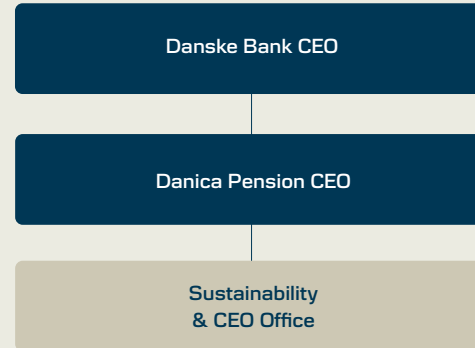 Danske Bank CEO
Danica Pension CEO
Sustainability
& CEO Office